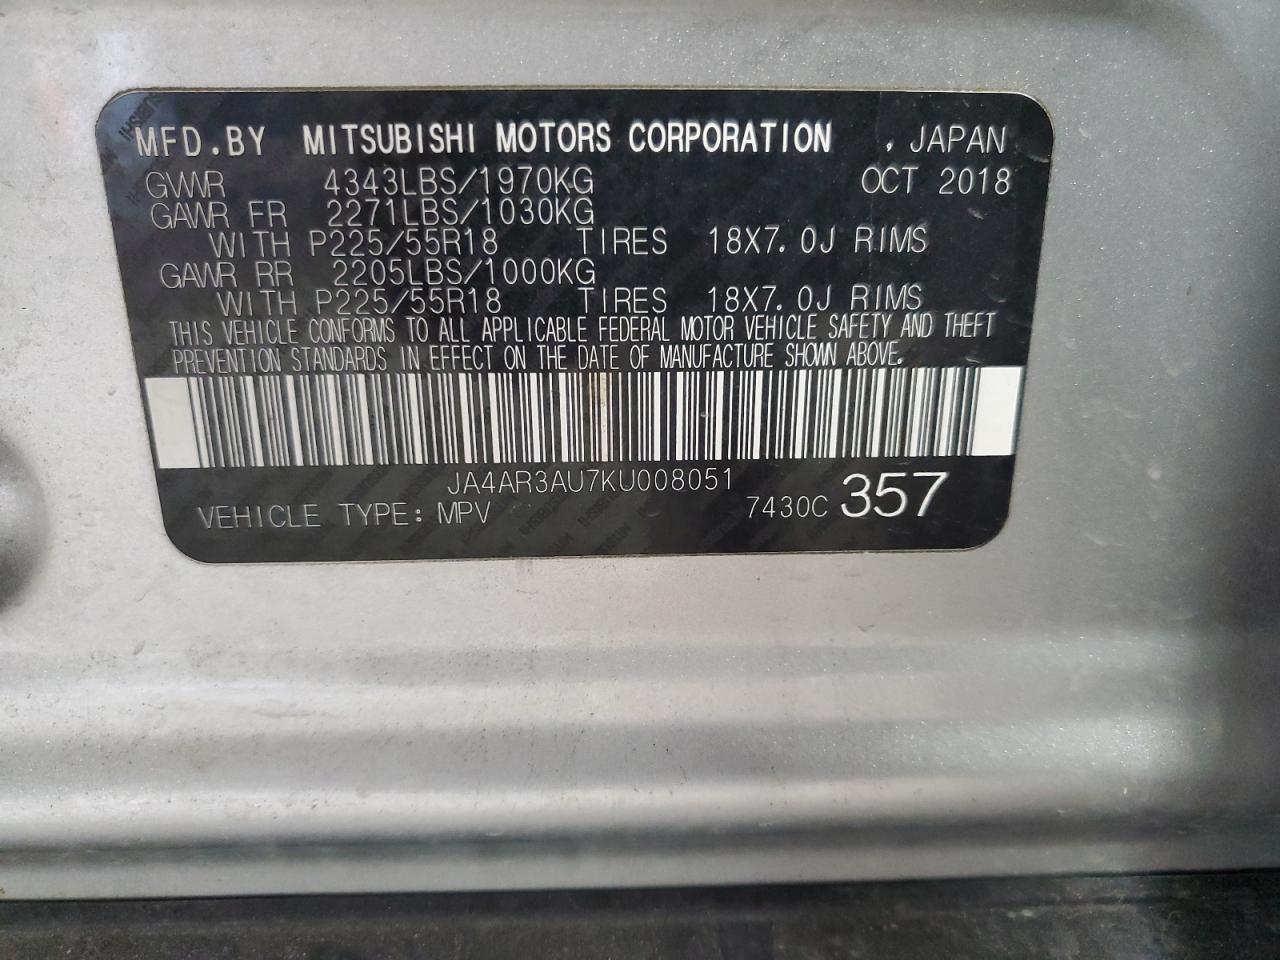 MFD.BY MITSUBISHI MOTORS CORPORATION , JAPAN
GVWR 4343LBS/1970KG OCT 2018
GAWR FR 2271LBS/1030KG
WITH P225/55R18 TIRES 18X7.0J RIMS
GAWR RR 2205LBS/1000KG
WITH P225/55R18 TIRES 18X7.0J RIMS
THIS VEHICLE CONFORMS TO ALL APPLICABLE FEDERAL MOTOR VEHICLE SAFETY AND THEFT
PREVENTION STANDARDS IN EFFECT ON THE DATE OF MANUFACTURE SHOWN ABOVE.
JA4AR3AU7KU008051
VEHICLE TYPE: MPV 7430C 357